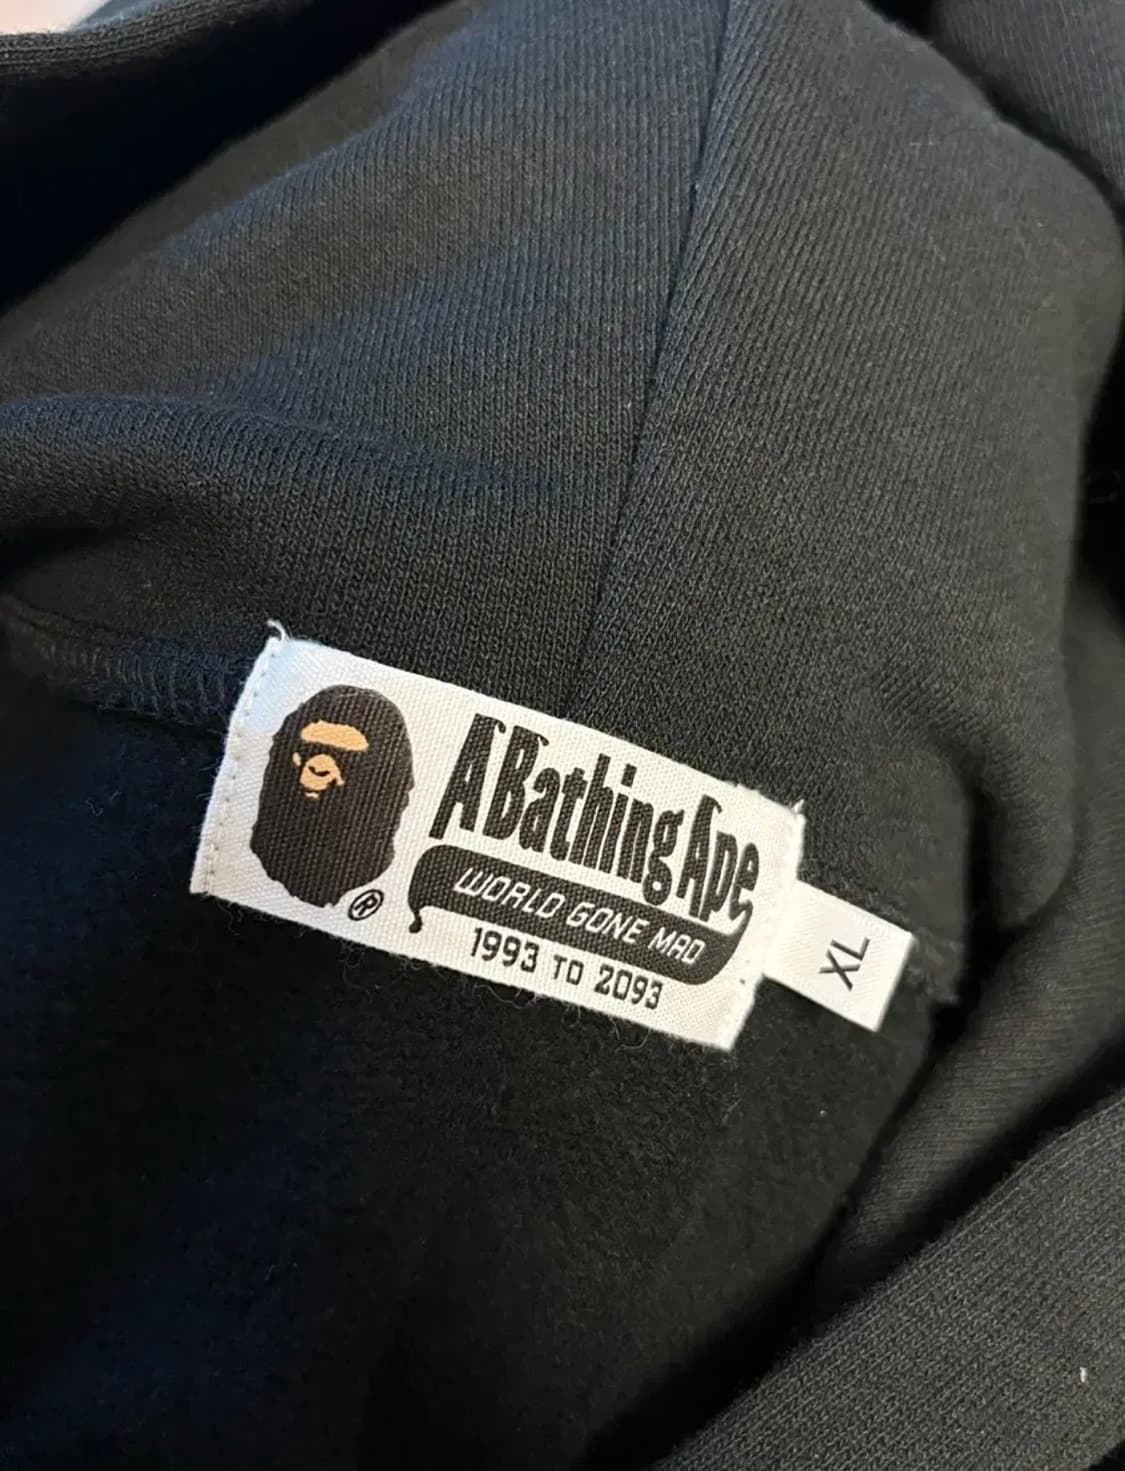 A Bathing Ape
WORLD GONE MAD
1993 TO 2093
®
XL